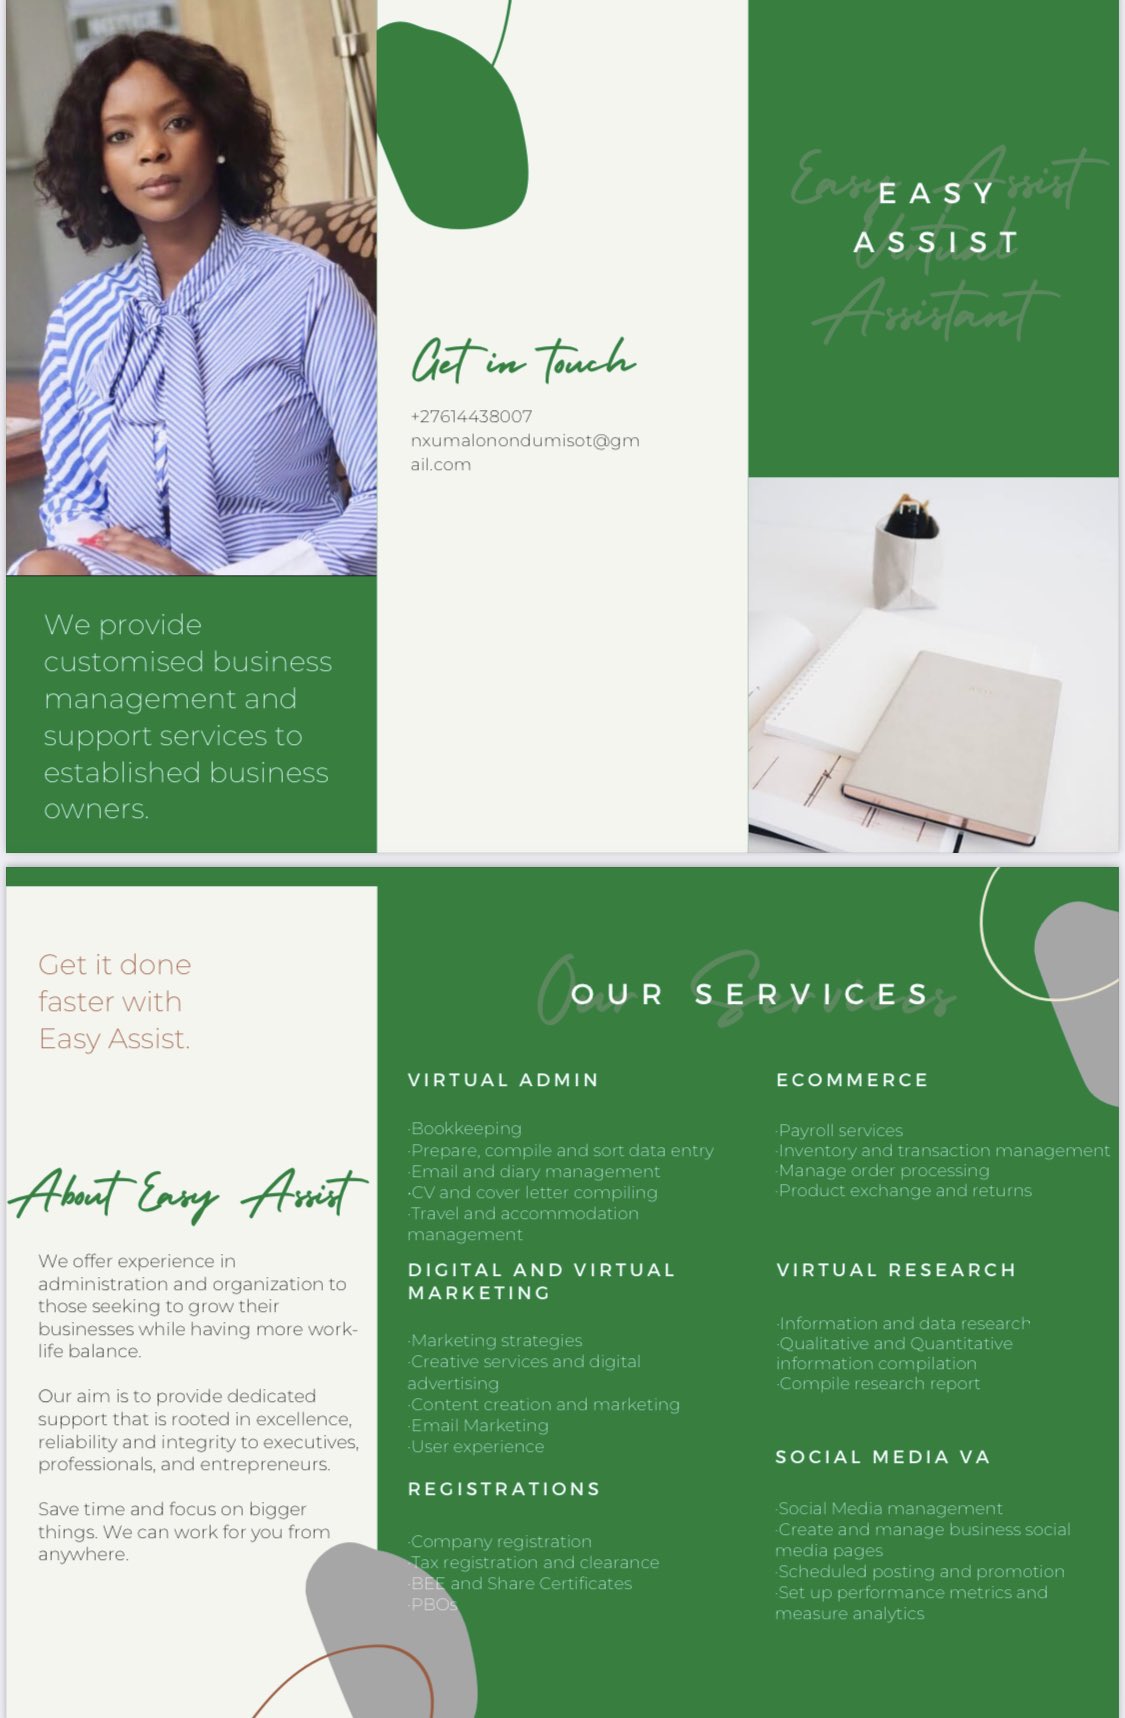 We provide
customised business
management and
support services to
established business
owners.
Get in touch
+27614438007
nxumalonondumisot@gm
ail.com
Easy Assist
Virtual
Assistant
EASY
ASSIST
Get it done
faster with
Easy Assist.
About Easy Assist
We offer experience in
administration and organization to
those seeking to grow their
businesses while having more work-
life balance.
Our aim is to provide dedicated
support that is rooted in excellence,
reliability and integrity to executives,
professionals, and entrepreneurs.
Save time and focus on bigger
things. We can work for you from
anywhere.
Our Services
OUR SERVICES
VIRTUAL ADMIN
·Bookkeeping
·Prepare, compile and sort data entry
·Email and diary management
·CV and cover letter compiling
·Travel and accommodation
management
DIGITAL AND VIRTUAL
MARKETING
·Marketing strategies
·Creative services and digital
advertising
·Content creation and marketing
·Email Marketing
·User experience
REGISTRATIONS
·Company registration
·Tax registration and clearance
·BEE and Share Certificates
·PBOs
ECOMMERCE
·Payroll services
·Inventory and transaction management
·Manage order processing
·Product exchange and returns
VIRTUAL RESEARCH
·Information and data research
·Qualitative and Quantitative
information compilation
·Compile research report
SOCIAL MEDIA VA
·Social Media management
·Create and manage business social
media pages
·Scheduled posting and promotion
·Set up performance metrics and
measure analytics